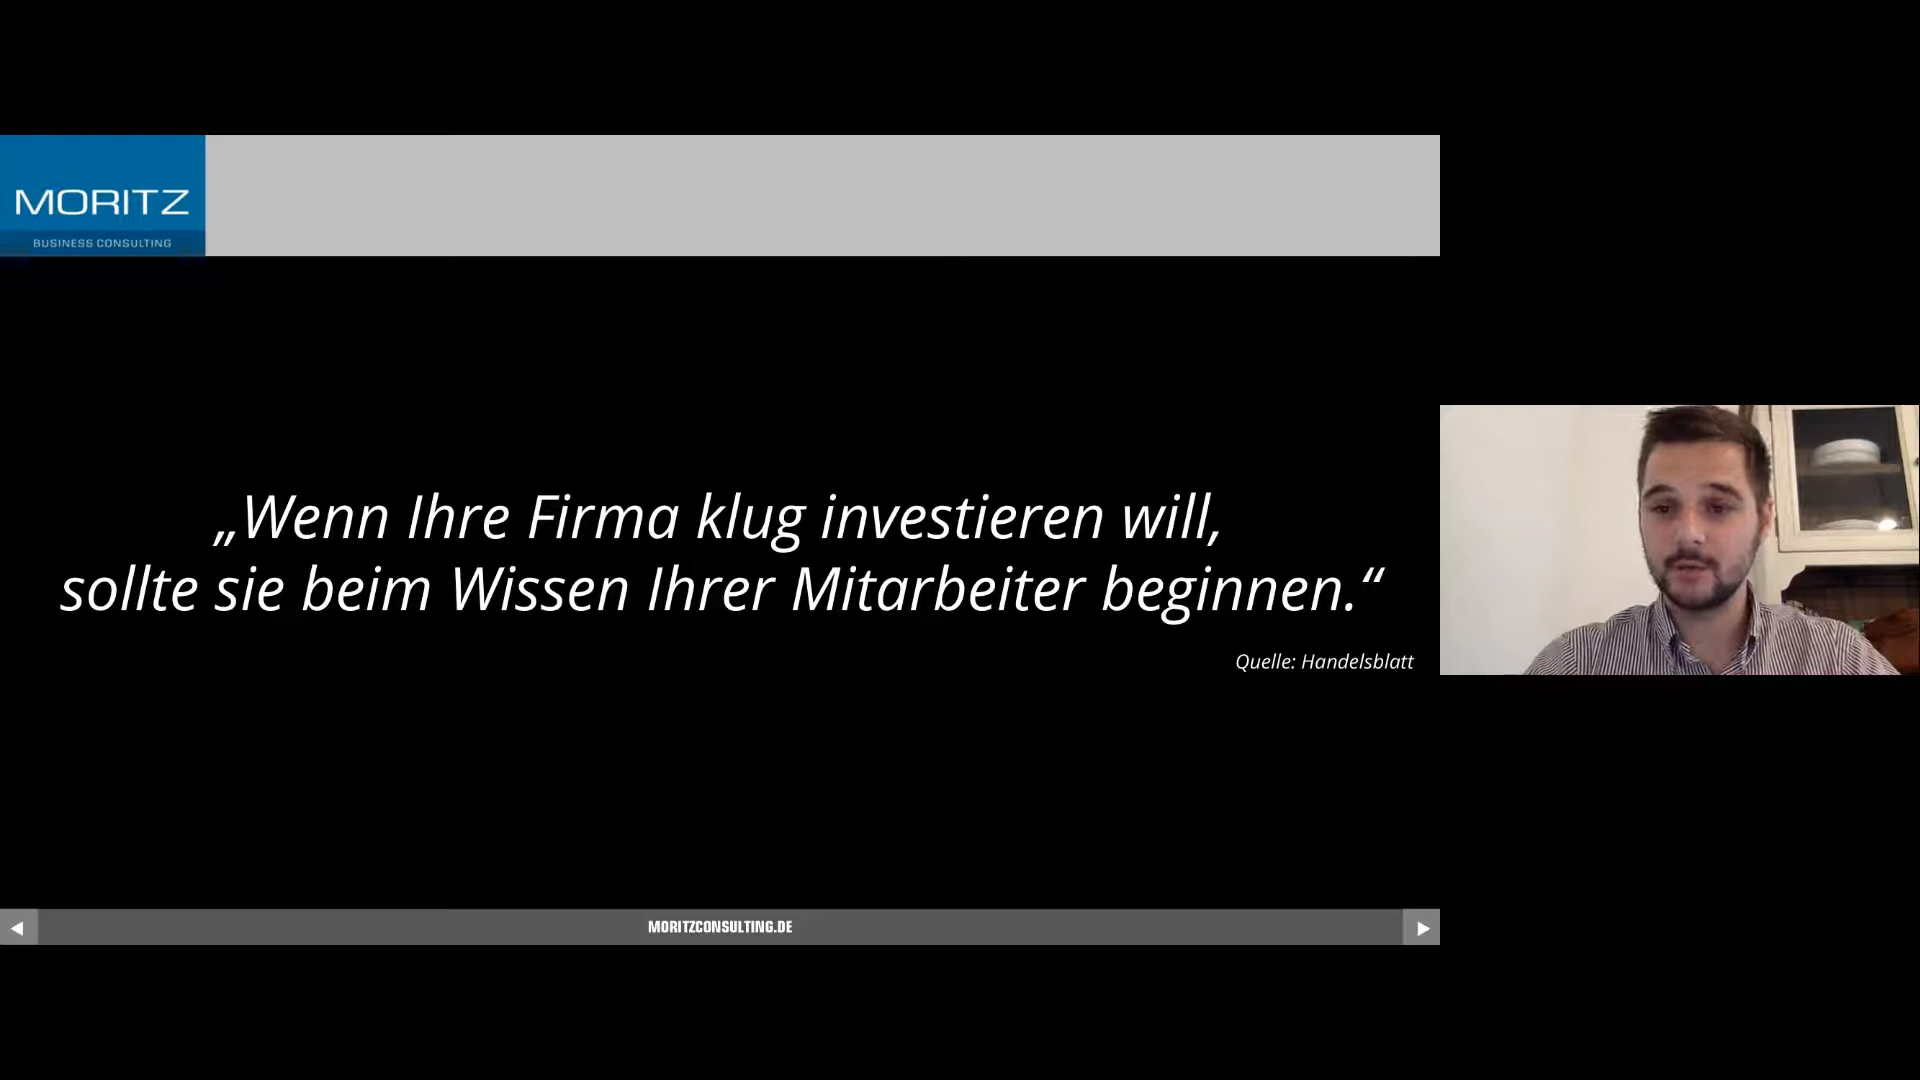 MORITZ
BUSINESS CONSULTING
„Wenn Ihre Firma klug investieren will,
sollte sie beim Wissen Ihrer Mitarbeiter beginnen.“
Quelle: Handelsblatt
MORITZCONSULTING.DE